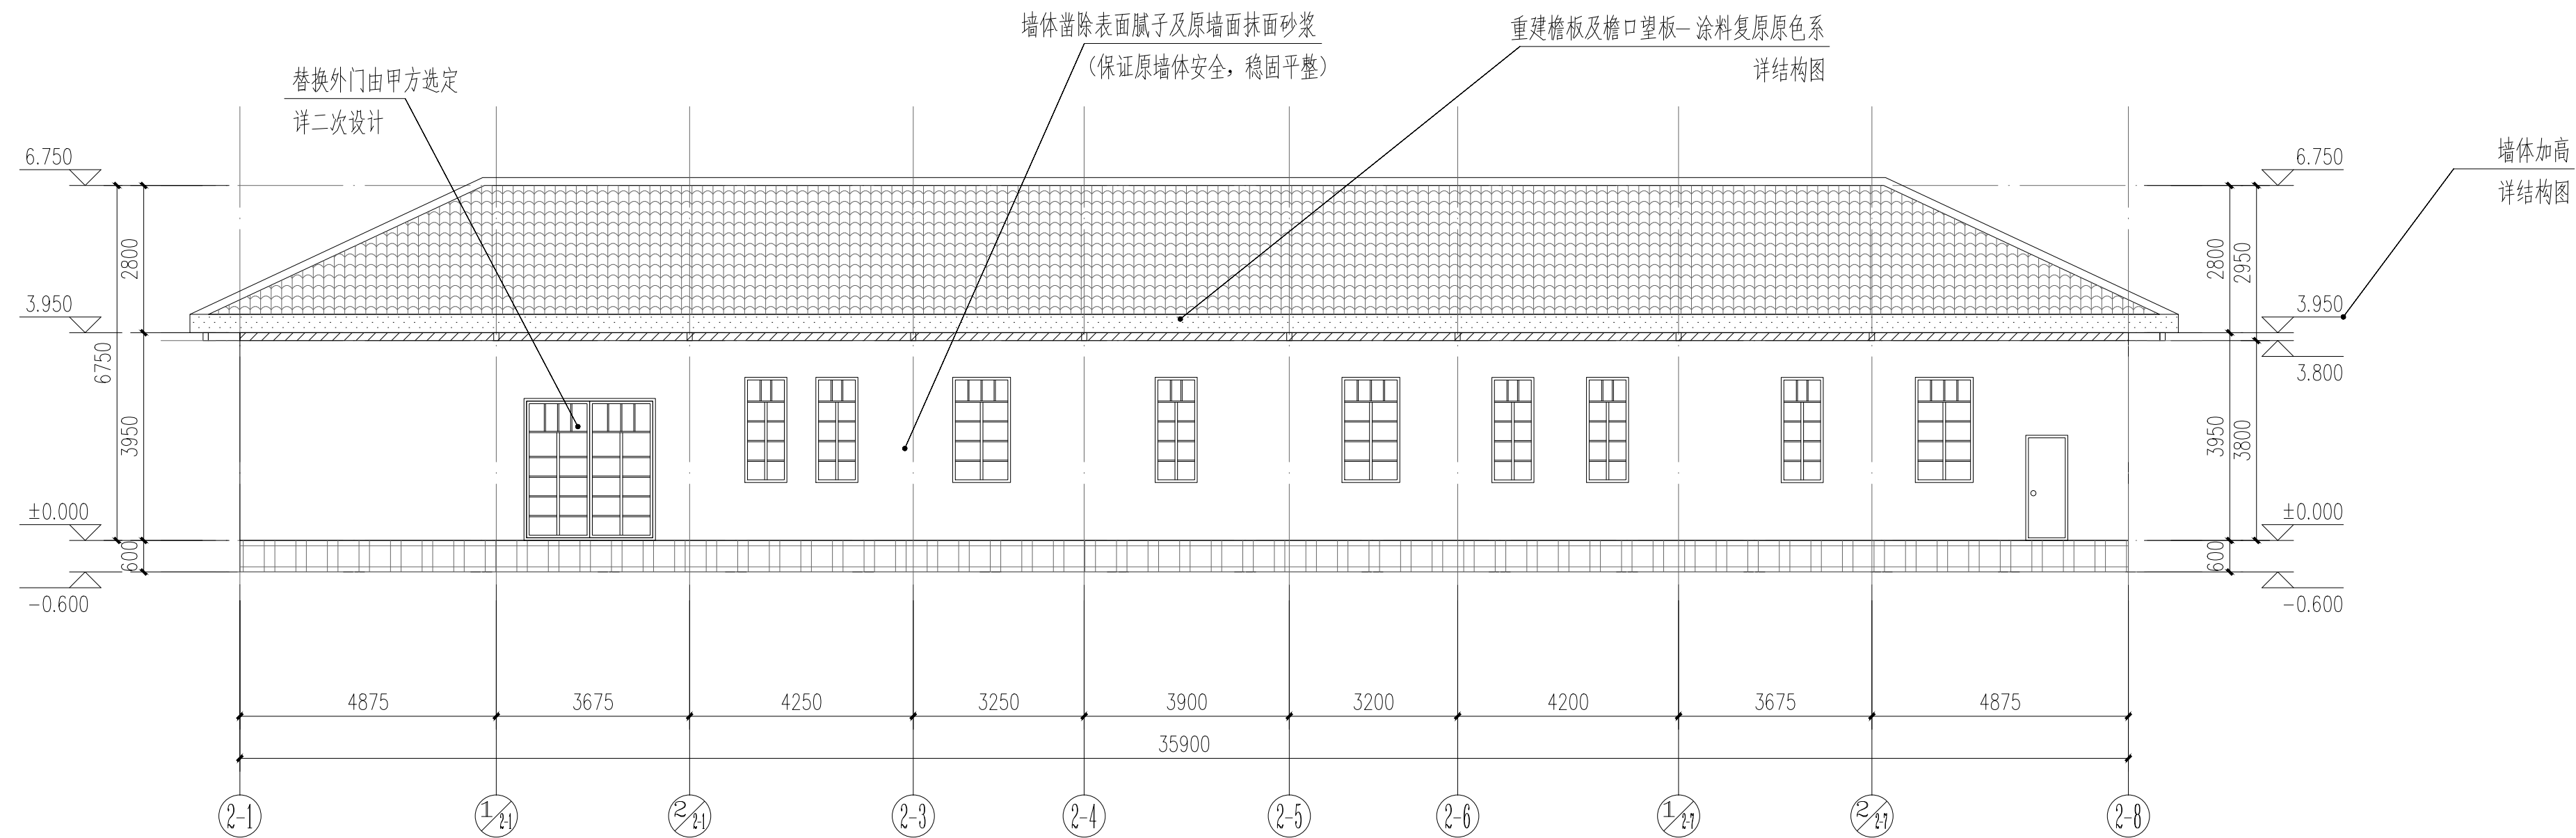 墙体凿除表面腻子及原墙面抹面砂浆
(保证原墙体安全，稳固平整)
重建檐板及檐口望板—涂料复原原色系
详结构图
替换外门由甲方选定
详二次设计
墙体加高
详结构图
6.750
3.950
±0.000
-0.600
2800
6750
3950
600
6.750
3.950
3.800
±0.000
-0.600
2800
2950
3950
3800
600
4875 3675 4250 3250 3900 3200 4200 3675 4875
35900
2-1 1/2-1 2/2-1 2-3 2-4 2-5 2-6 1/2-7 2/2-7 2-8